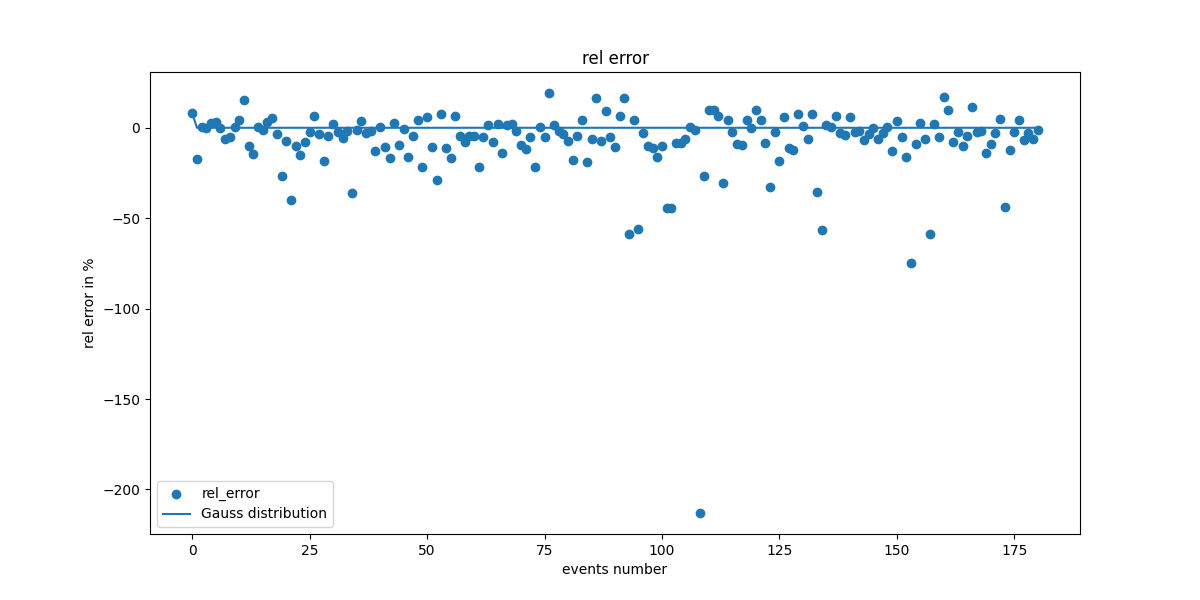 rel error
rel error in %
0
−50
−100
−150
−200
rel_error
Gauss distribution
0
25
50
75
100
125
150
175
events number